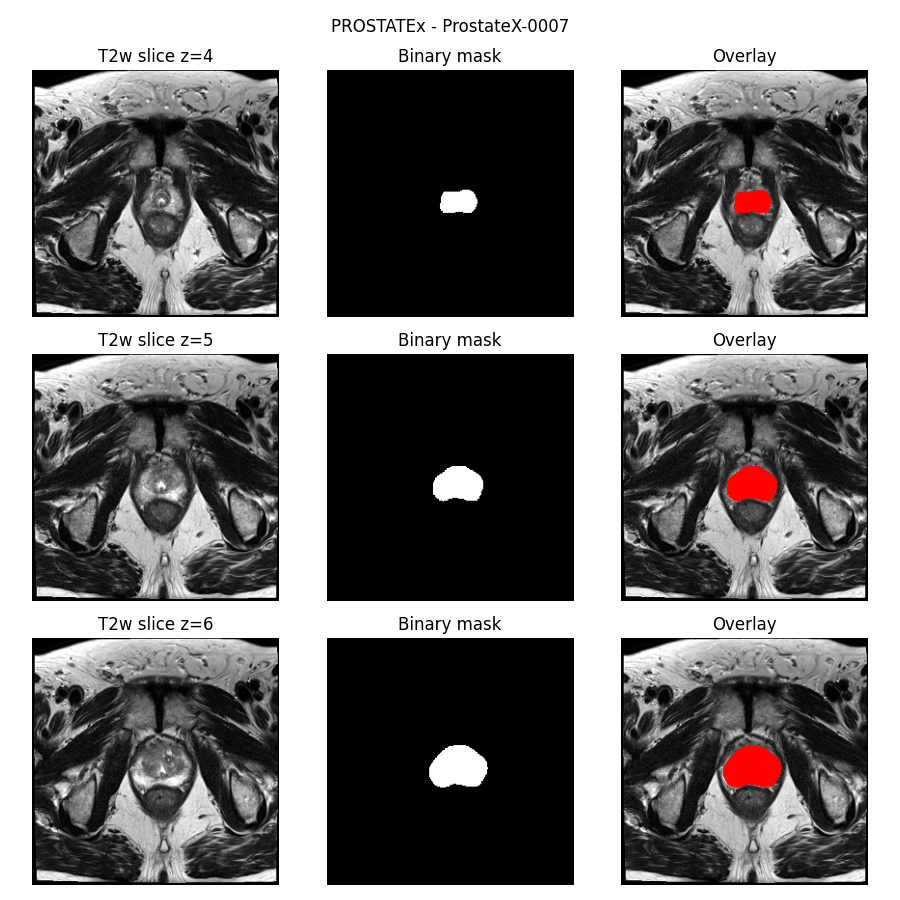 PROSTATEx - ProstateX-0007
T2w slice z=4 Binary mask Overlay
T2w slice z=5 Binary mask Overlay
T2w slice z=6 Binary mask Overlay